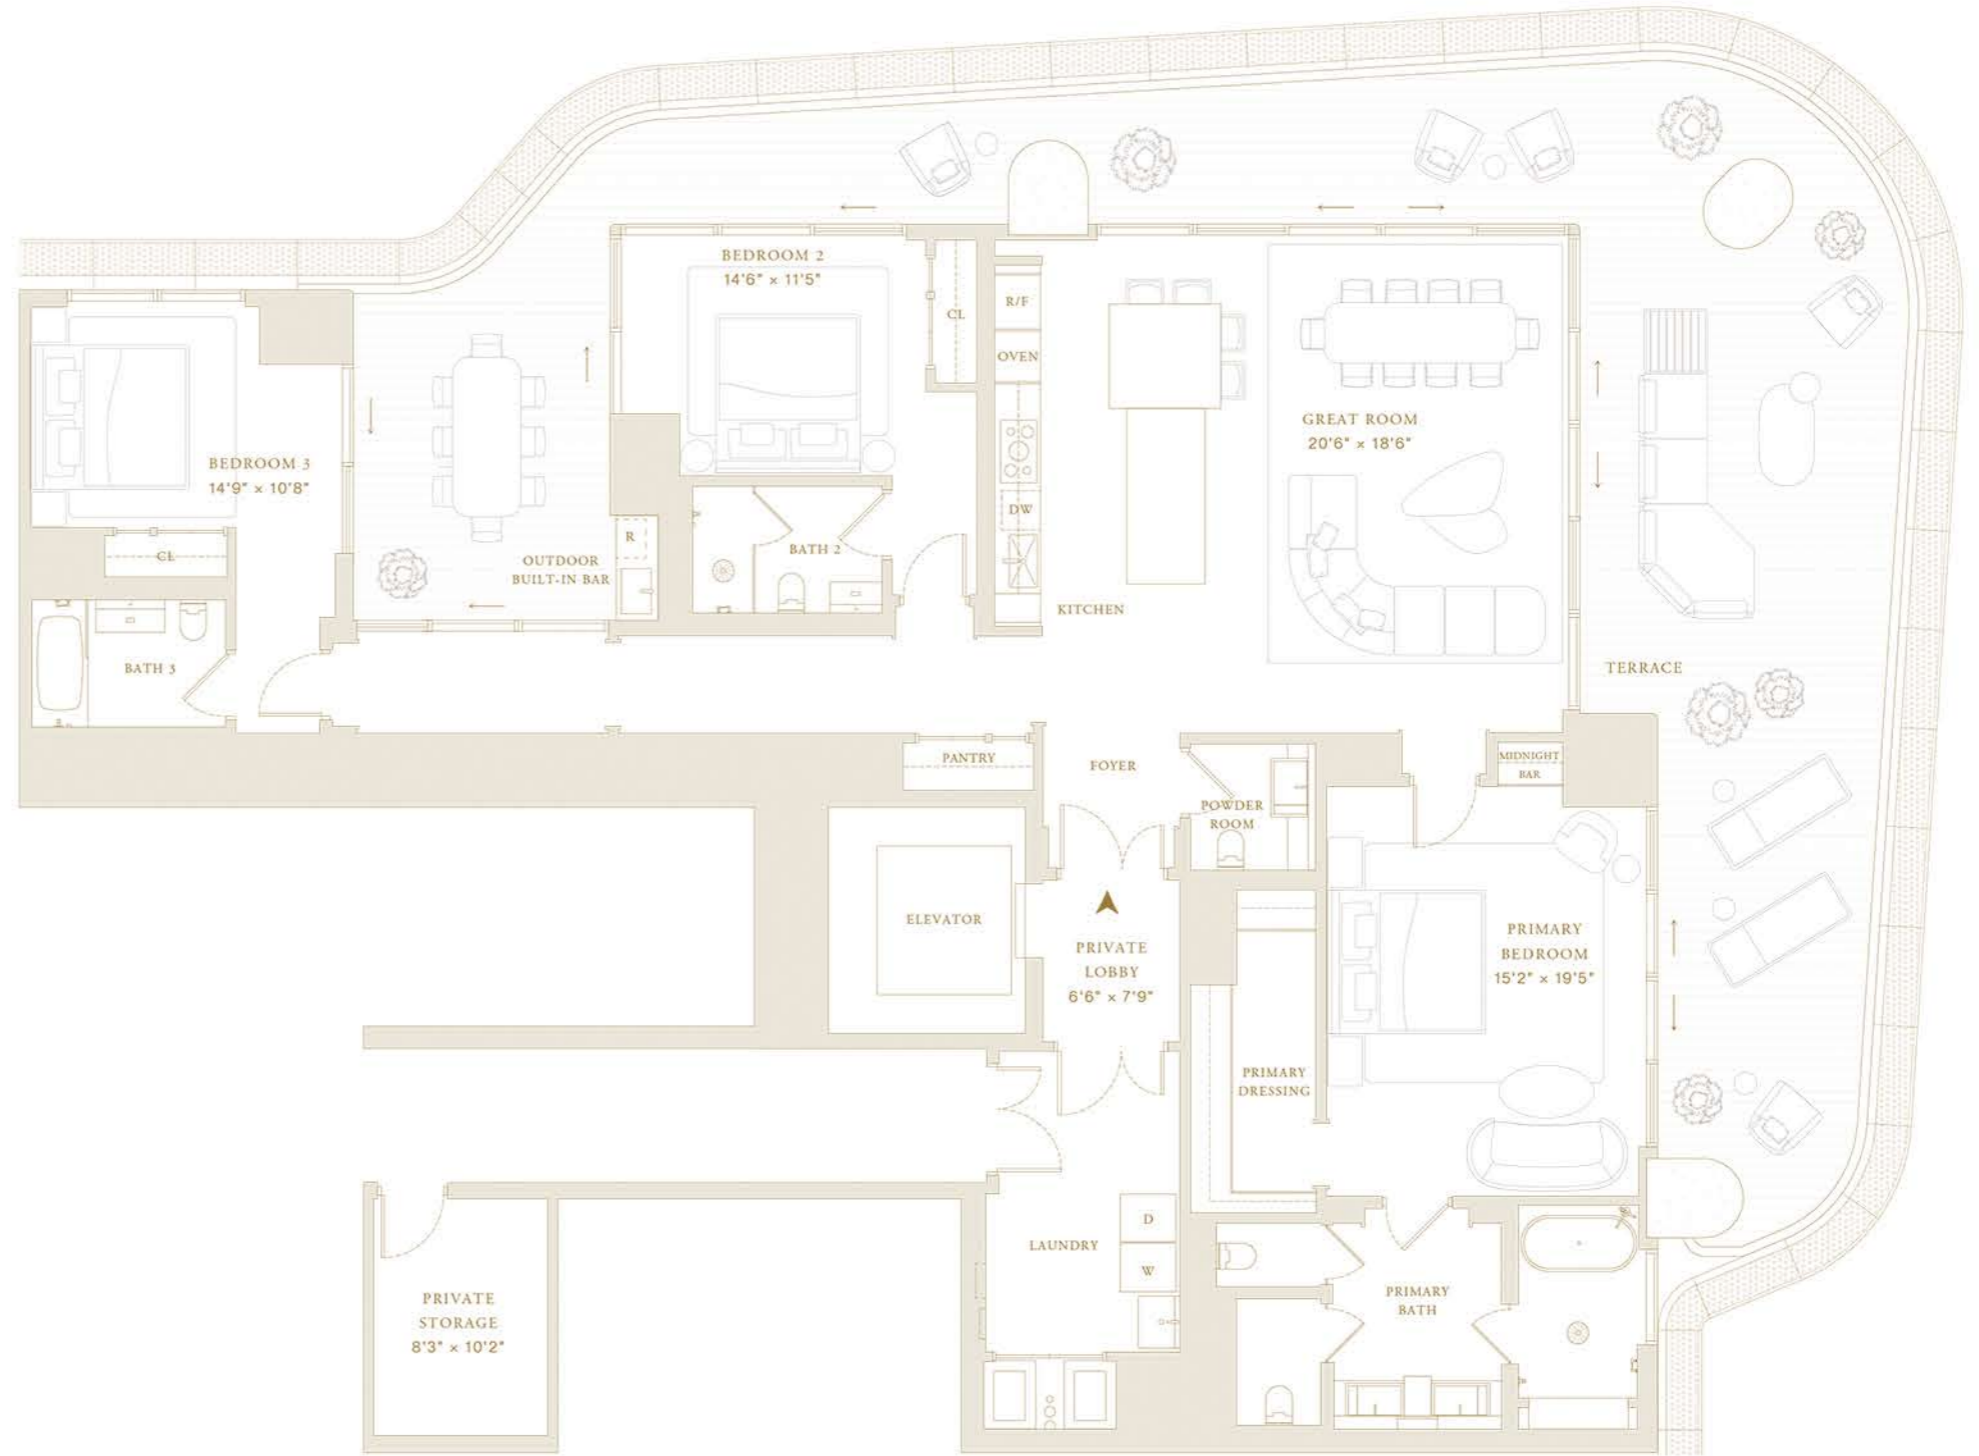 BEDROOM 2
14'6" × 11'5"
CL
R/F
OVEN
DW
GREAT ROOM
20'6" × 18'6"
BEDROOM 3
14'9" × 10'8"
CL
OUTDOOR
BUILT-IN BAR
R
BATH 2
KITCHEN
BATH 3
TERRACE
PANTRY
FOYER
POWDER
ROOM
MIDNIGHT
BAR
ELEVATOR
PRIVATE
LOBBY
6'6" × 7'9"
PRIMARY
BEDROOM
15'2" × 19'5"
PRIMARY
DRESSING
D
W
LAUNDRY
PRIMARY
BATH
PRIVATE
STORAGE
8'3" × 10'2"